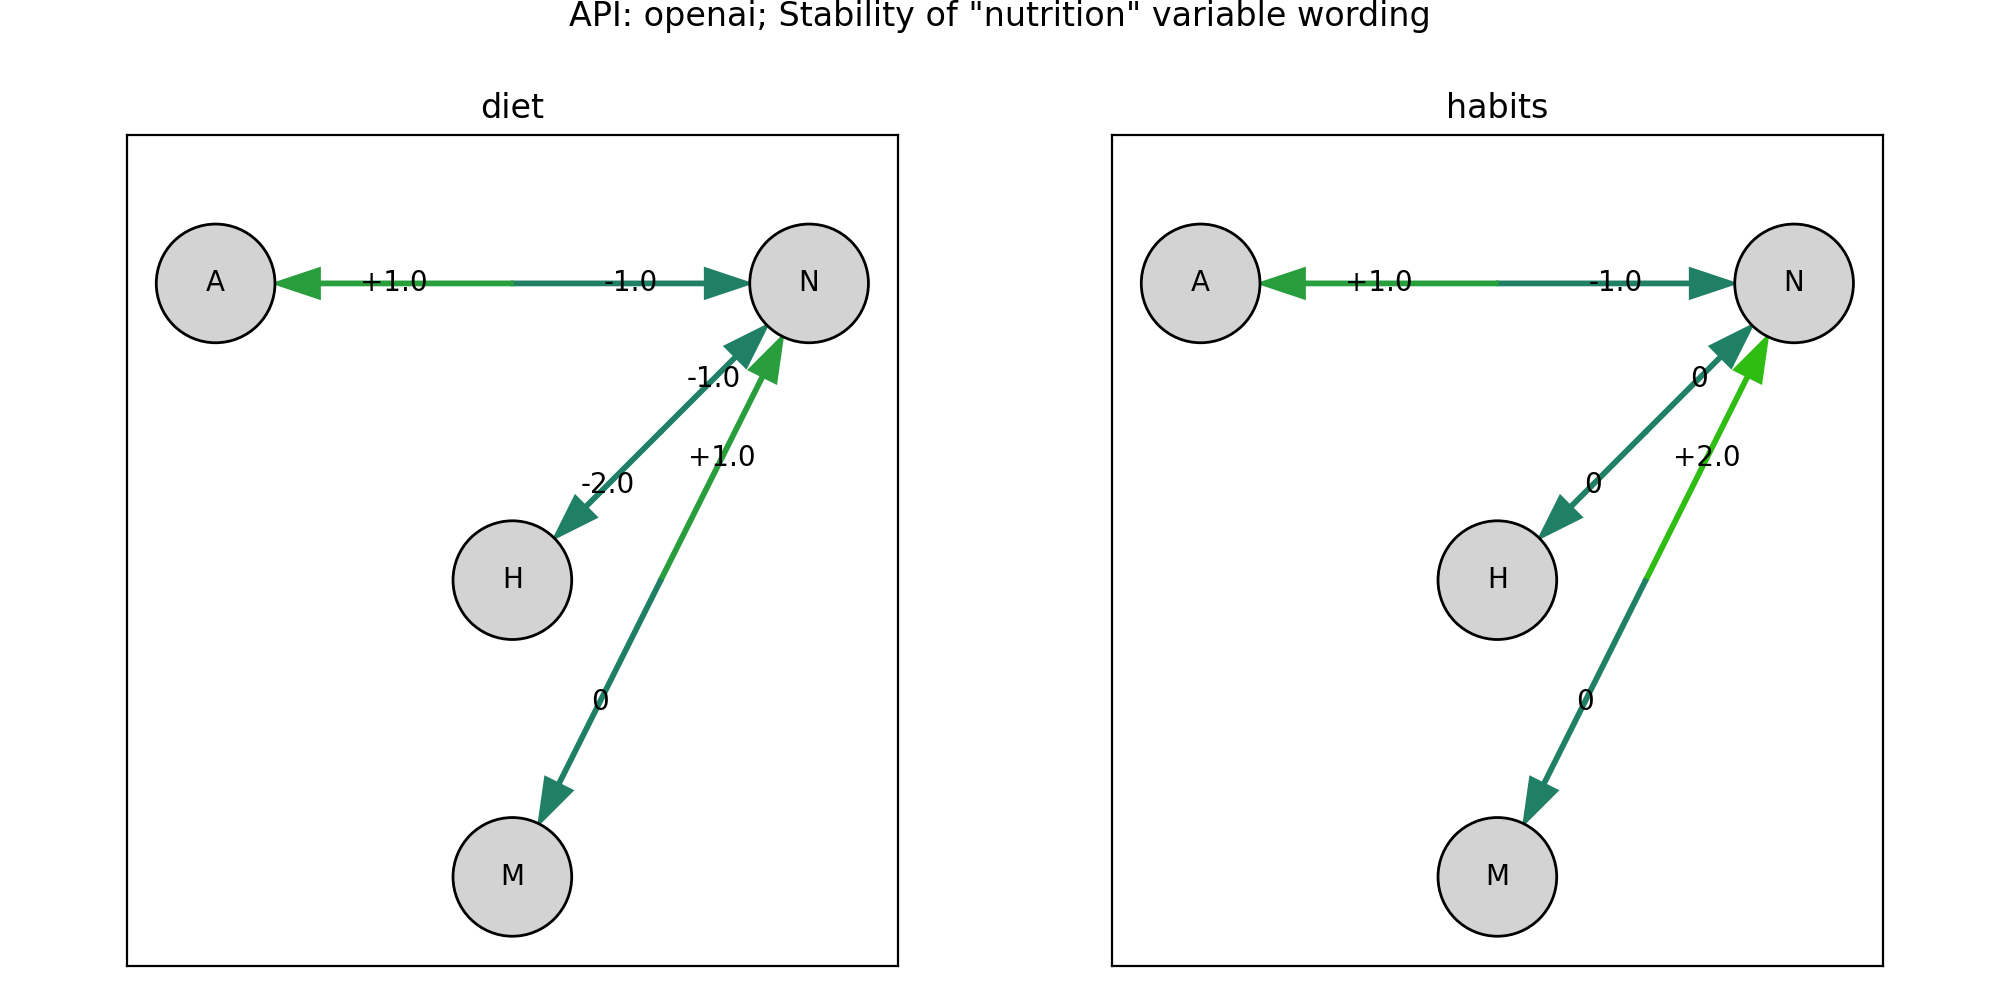 API: openai; Stability of "nutrition" variable wording
diet
A
+1.0
-1.0
N
-1.0
+1.0
-2.0
H
0
M
habits
A
+1.0
-1.0
N
0
+2.0
0
H
0
M